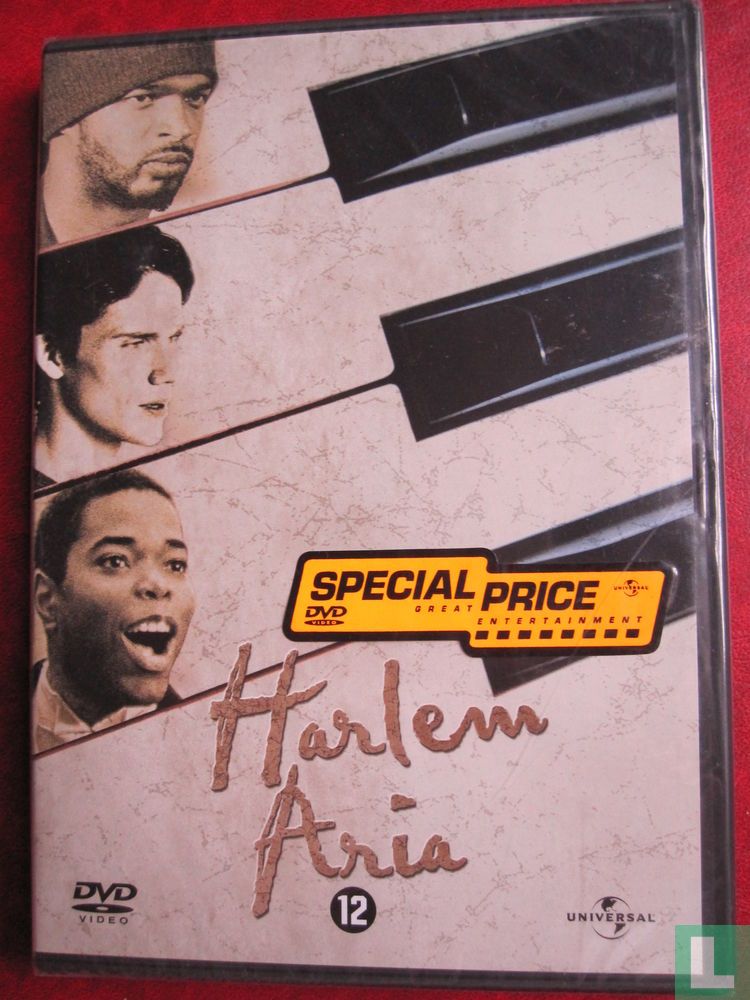 SPECIAL PRICE
DVD VIDEO GREAT ENTERTAINMENT UNIVERSAL
Harlem
Aria
DVD
VIDEO
12
UNIVERSAL
L